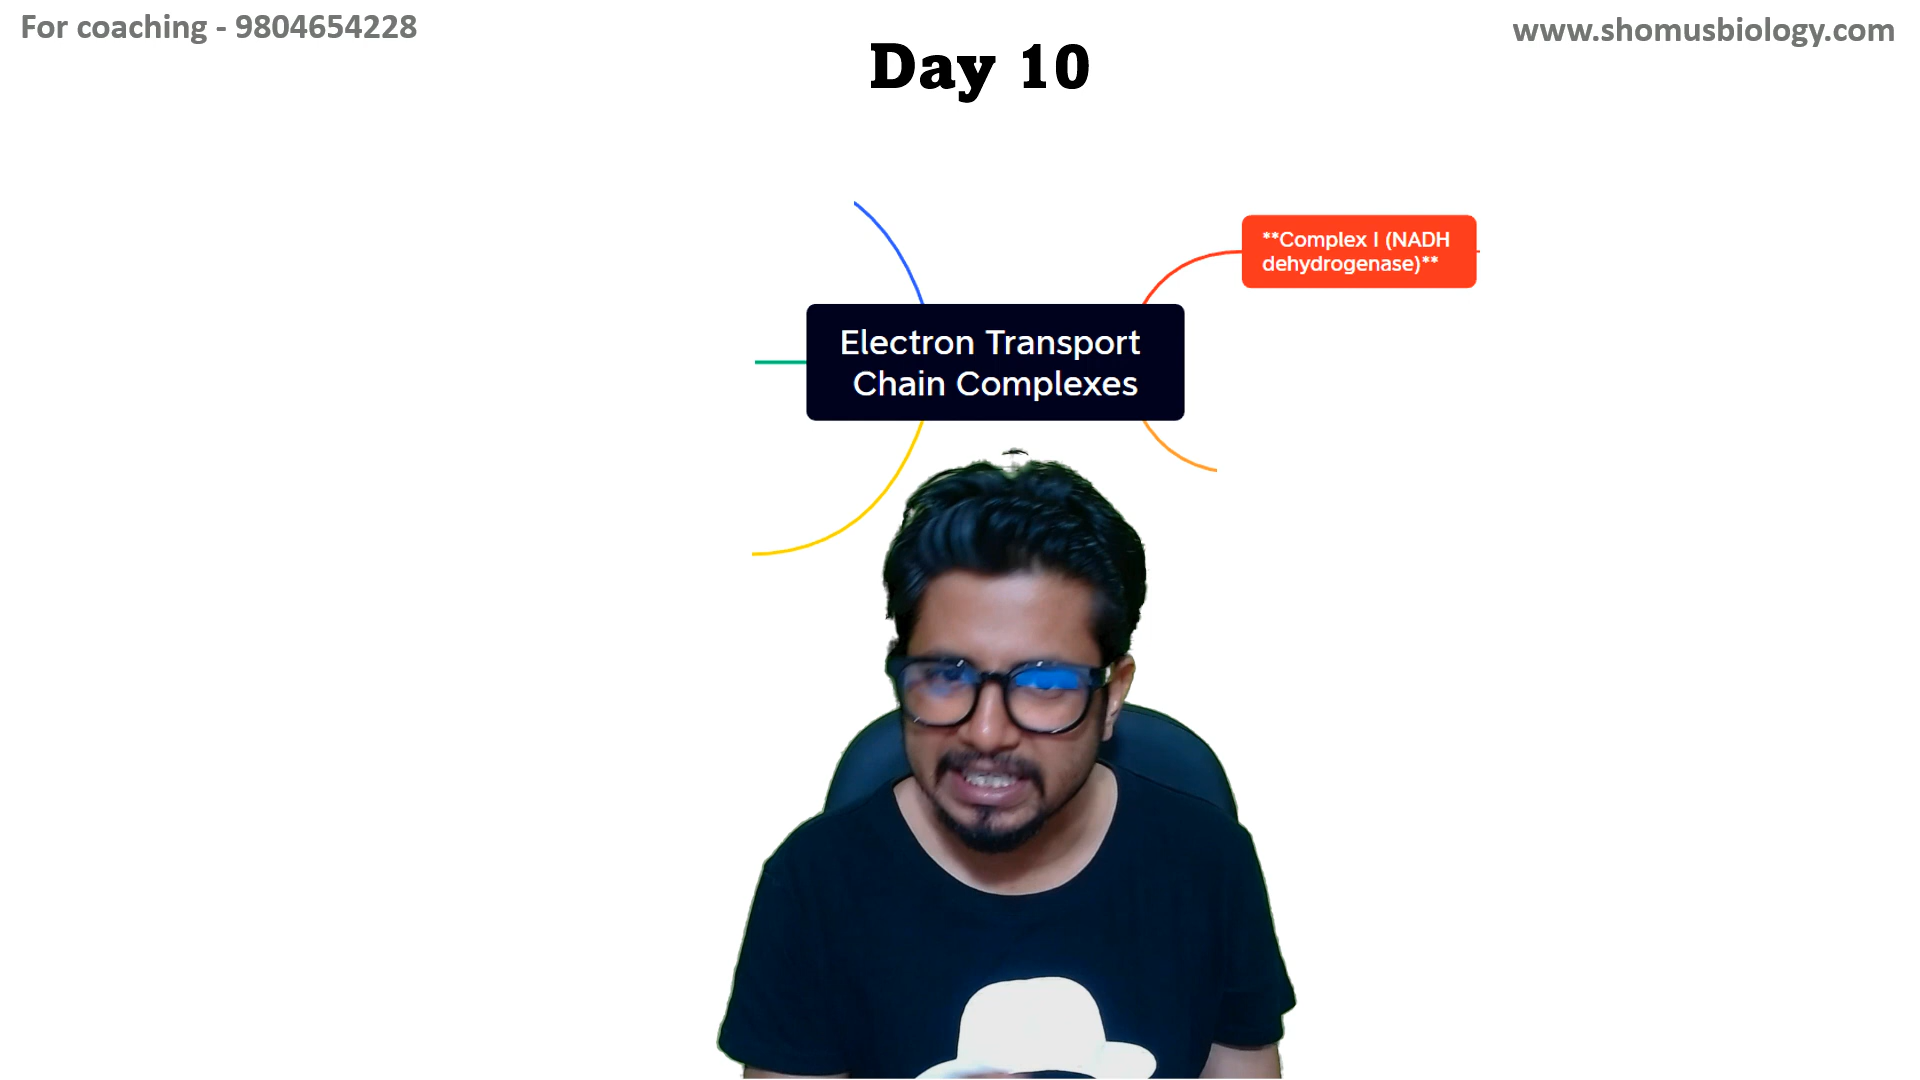 For coaching - 9804654228
www.shomusbiology.com
Day 10
**Complex I (NADH
dehydrogenase)**
Electron Transport
Chain Complexes